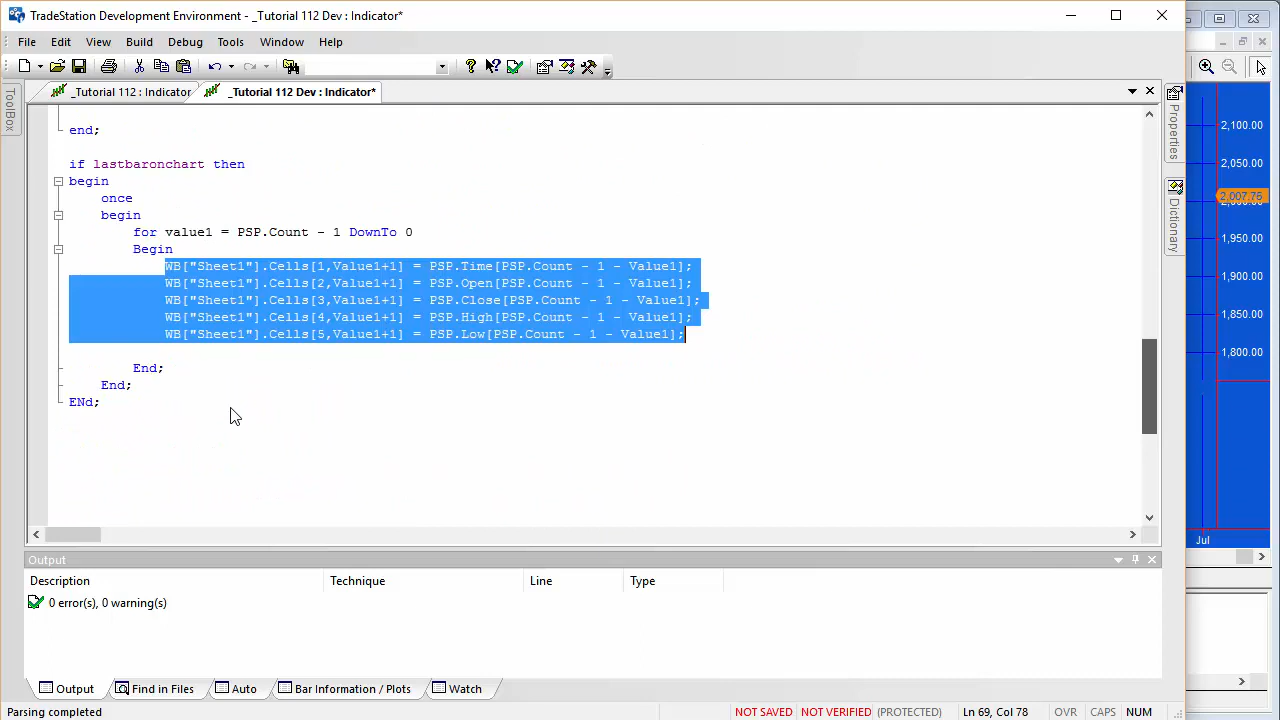 TradeStation Development Environment - _Tutorial 112 Dev : Indicator*
File Edit View Build Debug Tools Window Help
_Tutorial 112 : Indicator _Tutorial 112 Dev : Indicator*
ToolBox
Properties
Dictionary
end;
if lastbaronchart then
begin
once
begin
for value1 = PSP.Count - 1 DownTo 0
Begin
WB["Sheet1"].Cells[1,Value1+1] = PSP.Time[PSP.Count - 1 - Value1];
WB["Sheet1"].Cells[2,Value1+1] = PSP.Open[PSP.Count - 1 - Value1];
WB["Sheet1"].Cells[3,Value1+1] = PSP.Close[PSP.Count - 1 - Value1];
WB["Sheet1"].Cells[4,Value1+1] = PSP.High[PSP.Count - 1 - Value1];
WB["Sheet1"].Cells[5,Value1+1] = PSP.Low[PSP.Count - 1 - Value1];
End;
End;
ENd;
2,100.00
2,050.00
2,007.75
1,950.00
1,900.00
1,850.00
1,800.00
Jul
Output
Description Technique Line Type
0 error(s), 0 warning(s)
Output Find in Files Auto Bar Information / Plots Watch
Parsing completed NOT SAVED NOT VERIFIED (PROTECTED) Ln 69, Col 78 OVR CAPS NUM